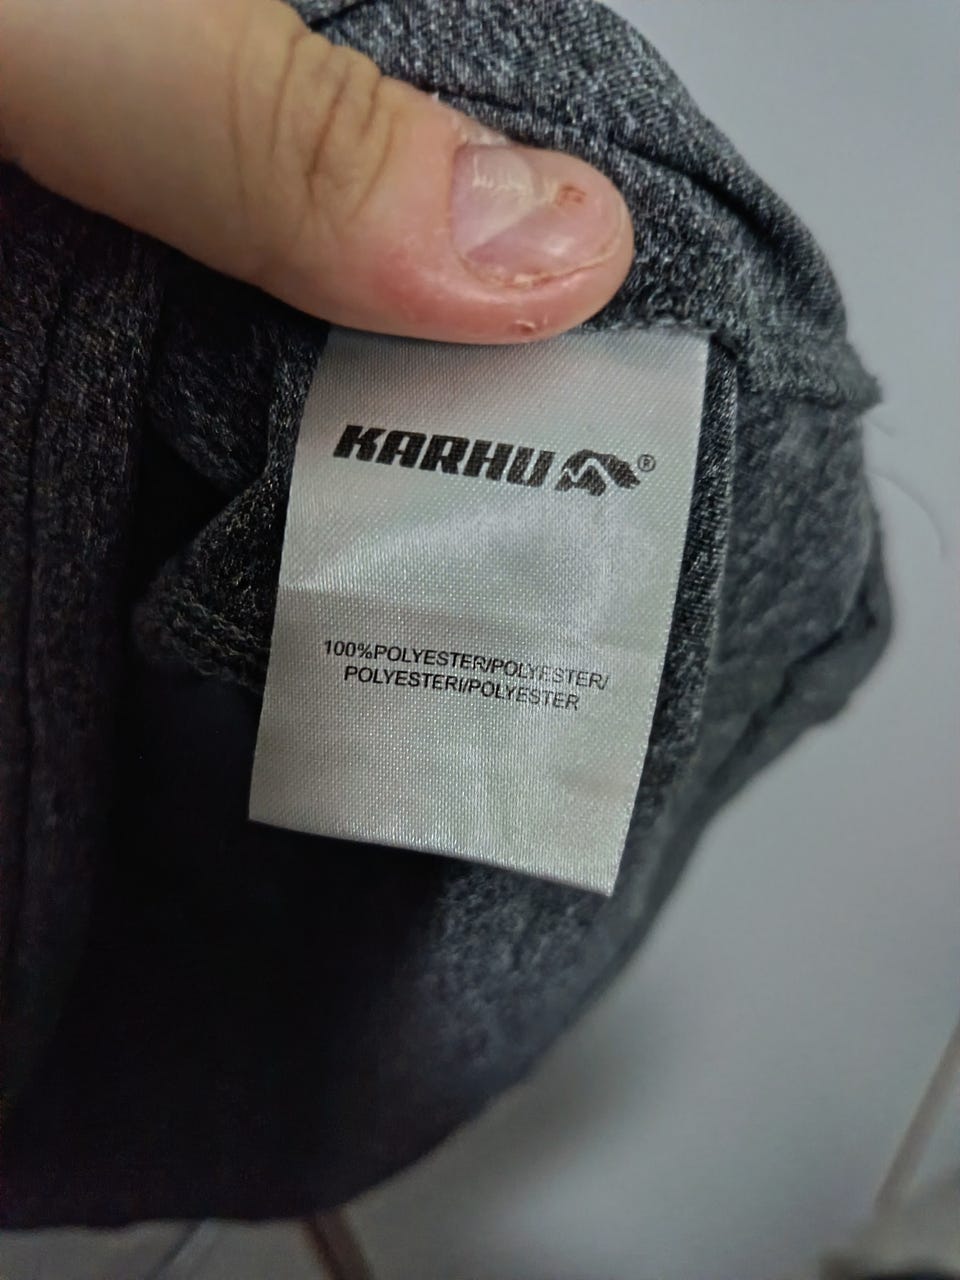 KARHU ®
100%POLYESTER/POLYESTER/
POLYESTERI/POLYESTER